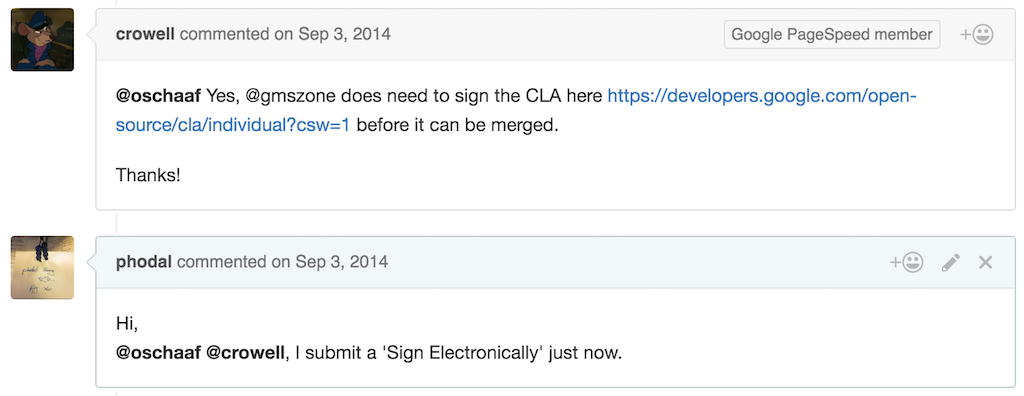 crowell commented on Sep 3, 2014
Google PageSpeed member
@oschaaf Yes, @gmszone does need to sign the CLA here https://developers.google.com/open-
source/cla/individual?csw=1 before it can be merged.
Thanks!
phodal commented on Sep 3, 2014
Hi,
@oschaaf @crowell, I submit a 'Sign Electronically' just now.